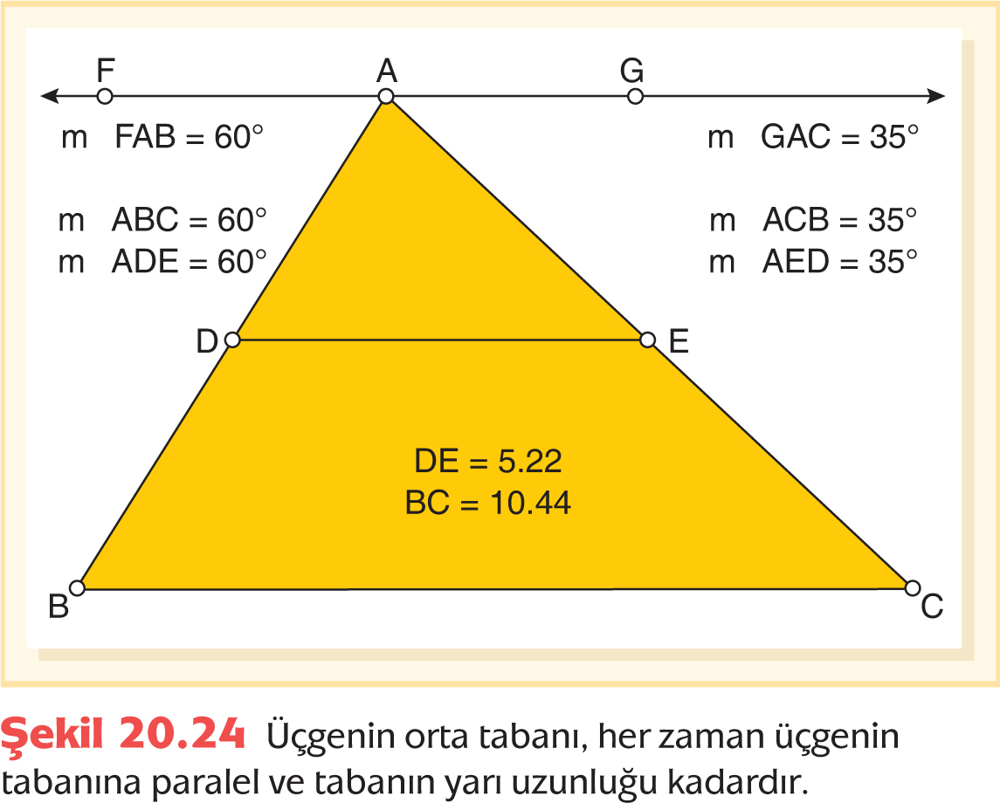 F A G
m FAB = 60° m GAC = 35°
m ABC = 60° m ACB = 35°
m ADE = 60° m AED = 35°
D E
DE = 5.22
BC = 10.44
B C
Şekil 20.24 Üçgenin orta tabanı, her zaman üçgenin
tabanına paralel ve tabanın yarı uzunluğu kadardır.